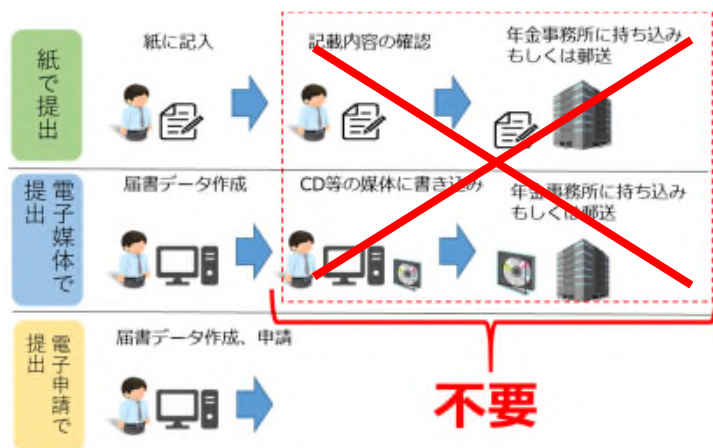 紙で提出
紙に記入
記載内容の確認
年金事務所に持ち込み
もしくは郵送
電子媒体で
提出
届書データ作成
CD等の媒体に書き込み
年金事務所に持ち込み
もしくは郵送
電子申請で
提出
届書データ作成、申請
不要